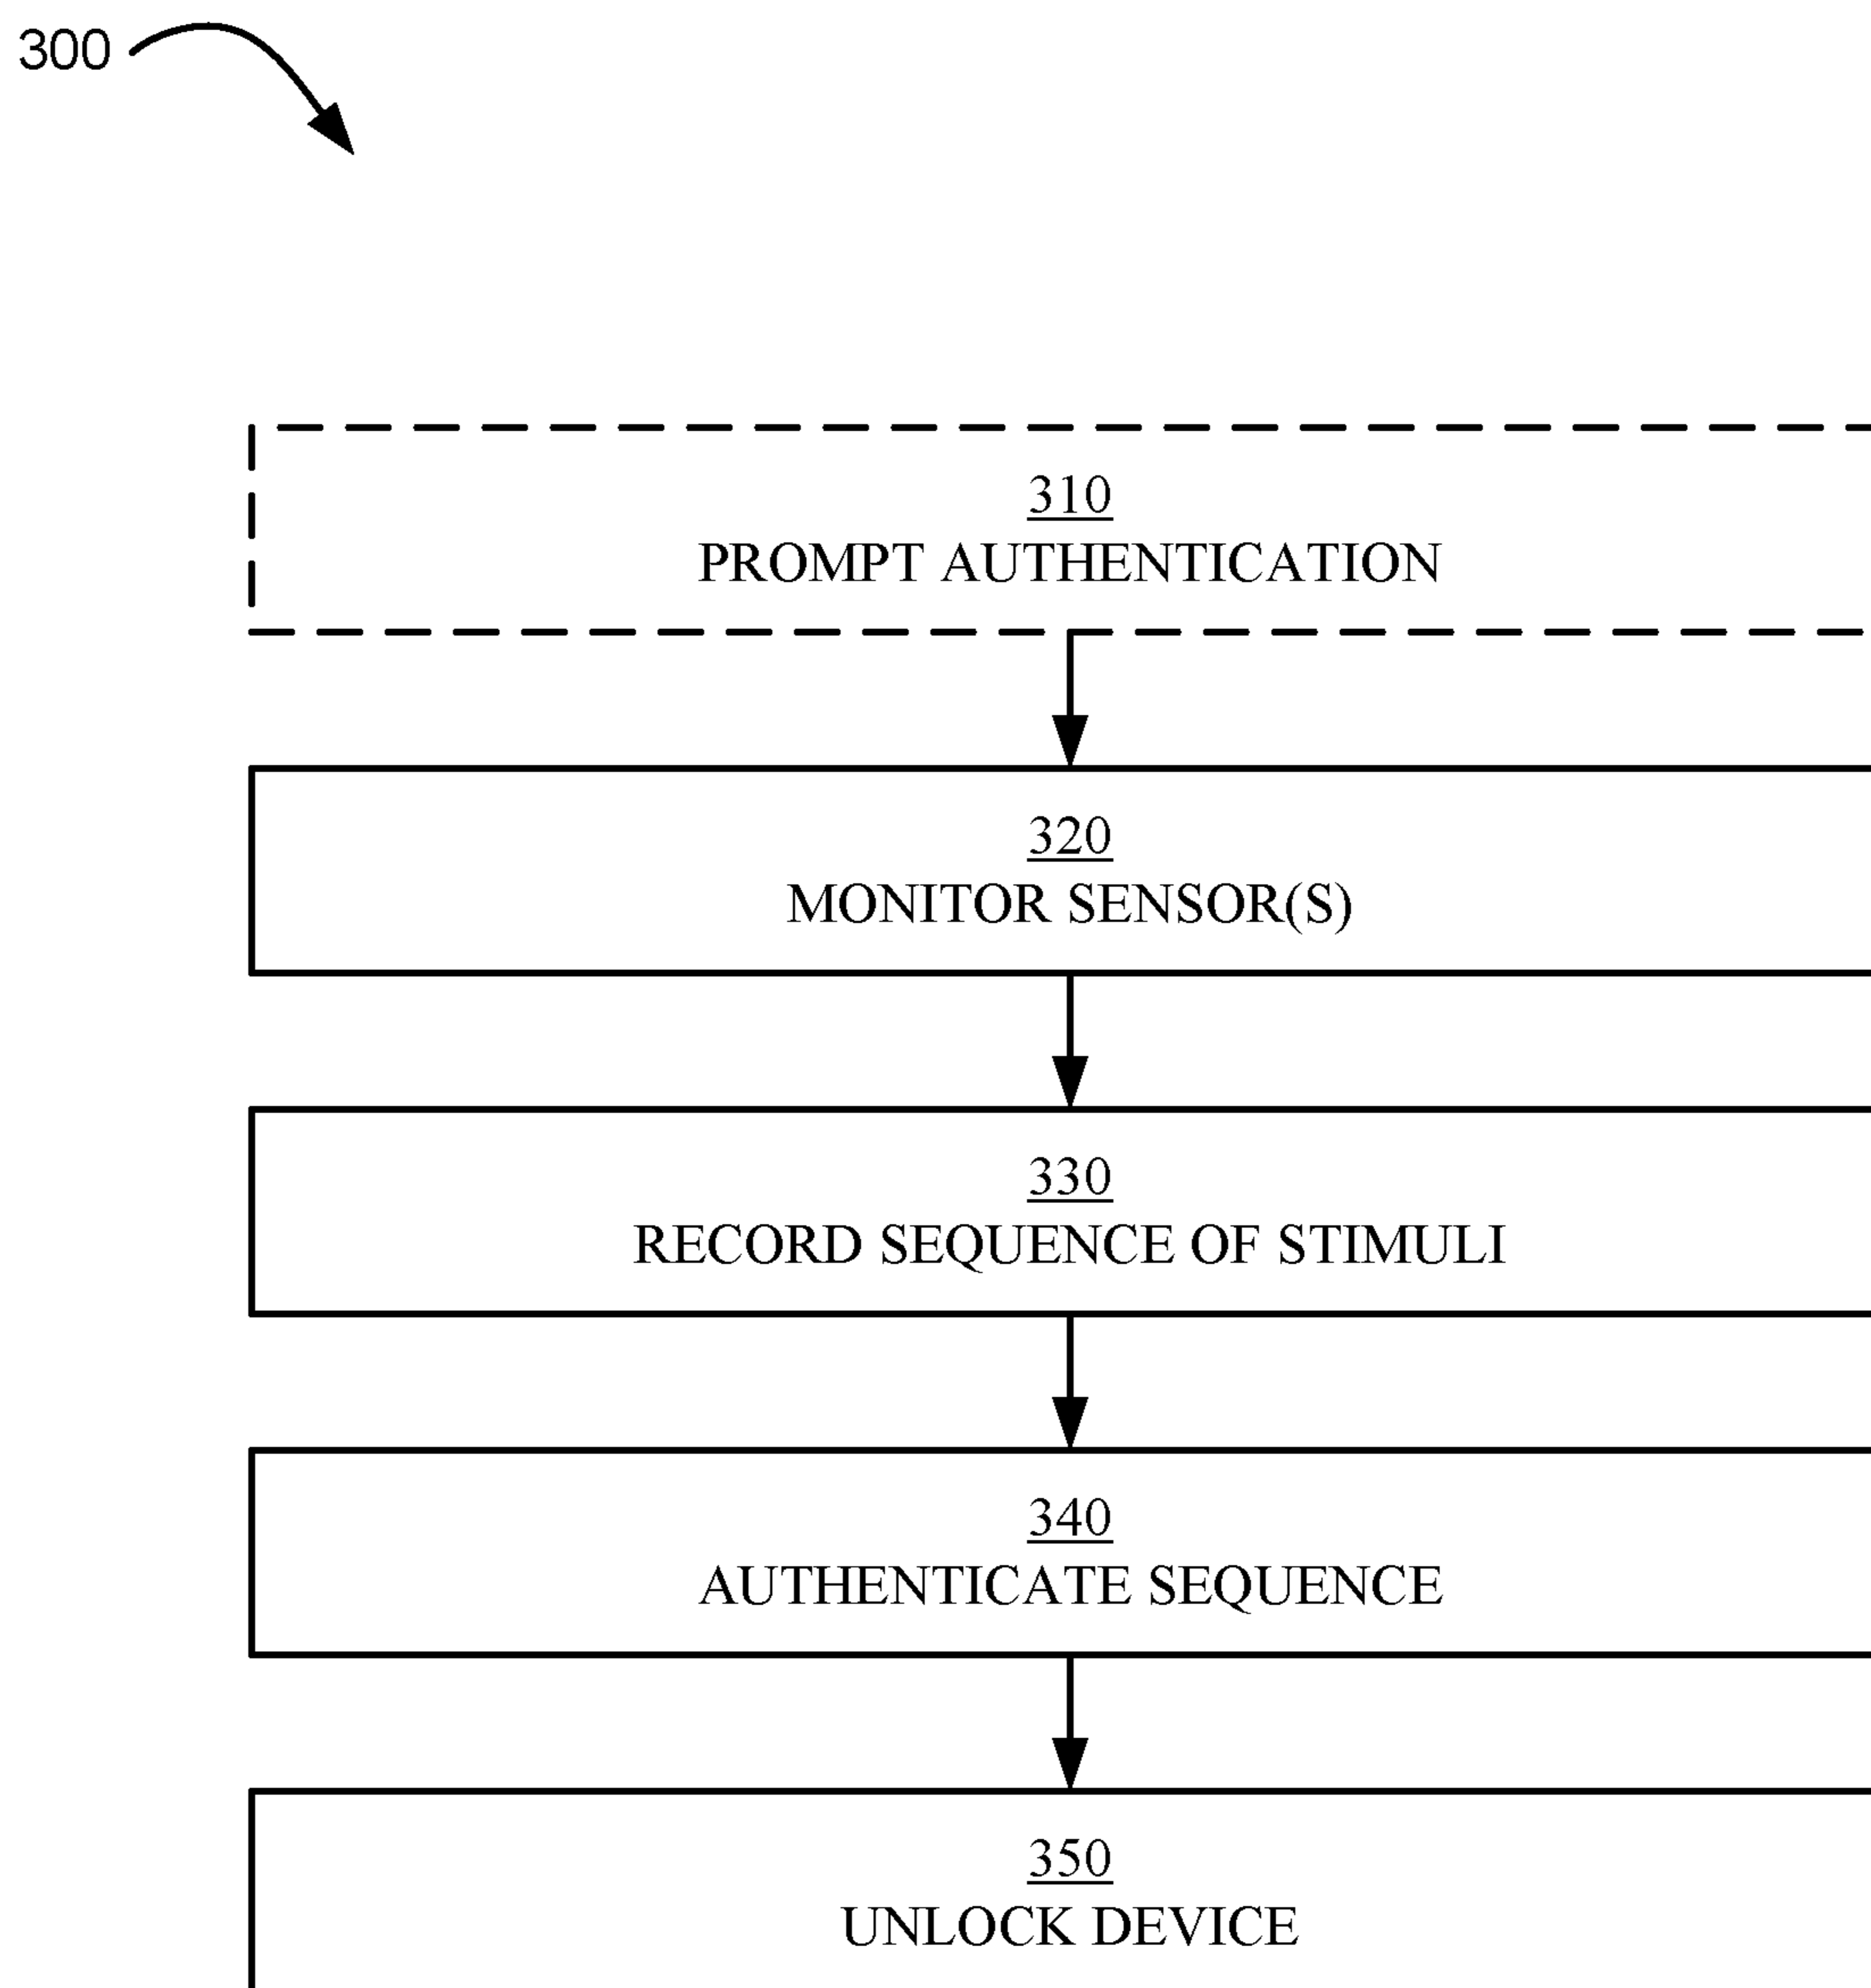 300
310
PROMPT AUTHENTICATION
320
MONITOR SENSOR(S)
330
RECORD SEQUENCE OF STIMULI
340
AUTHENTICATE SEQUENCE
350
UNLOCK DEVICE